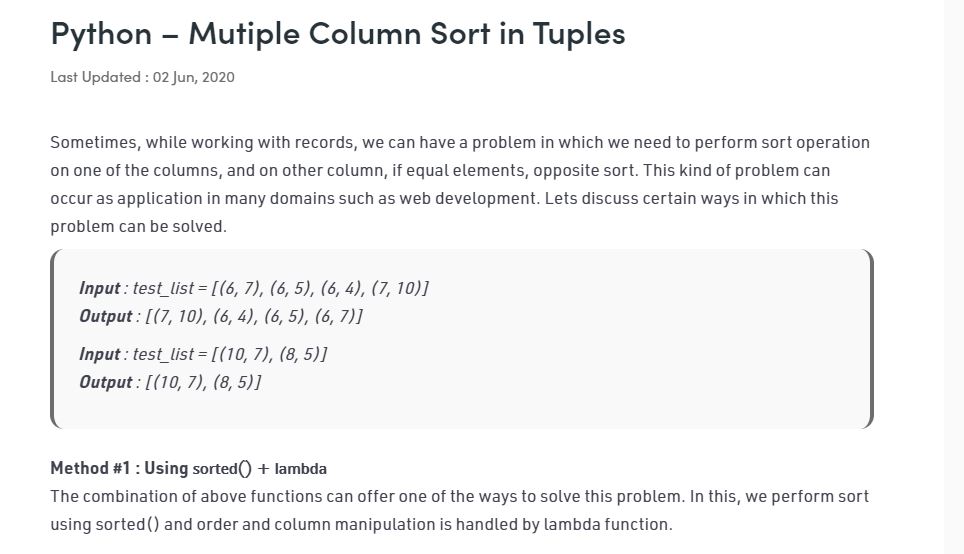 Python – Mutiple Column Sort in Tuples
Last Updated : 02 Jun, 2020
Sometimes, while working with records, we can have a problem in which we need to perform sort operation
on one of the columns, and on other column, if equal elements, opposite sort. This kind of problem can
occur as application in many domains such as web development. Lets discuss certain ways in which this
problem can be solved.
Input : test_list = [(6, 7), (6, 5), (6, 4), (7, 10)]
Output : [(7, 10), (6, 4), (6, 5), (6, 7)]
Input : test_list = [(10, 7), (8, 5)]
Output : [(10, 7), (8, 5)]
Method #1 : Using sorted() + lambda
The combination of above functions can offer one of the ways to solve this problem. In this, we perform sort
using sorted() and order and column manipulation is handled by lambda function.